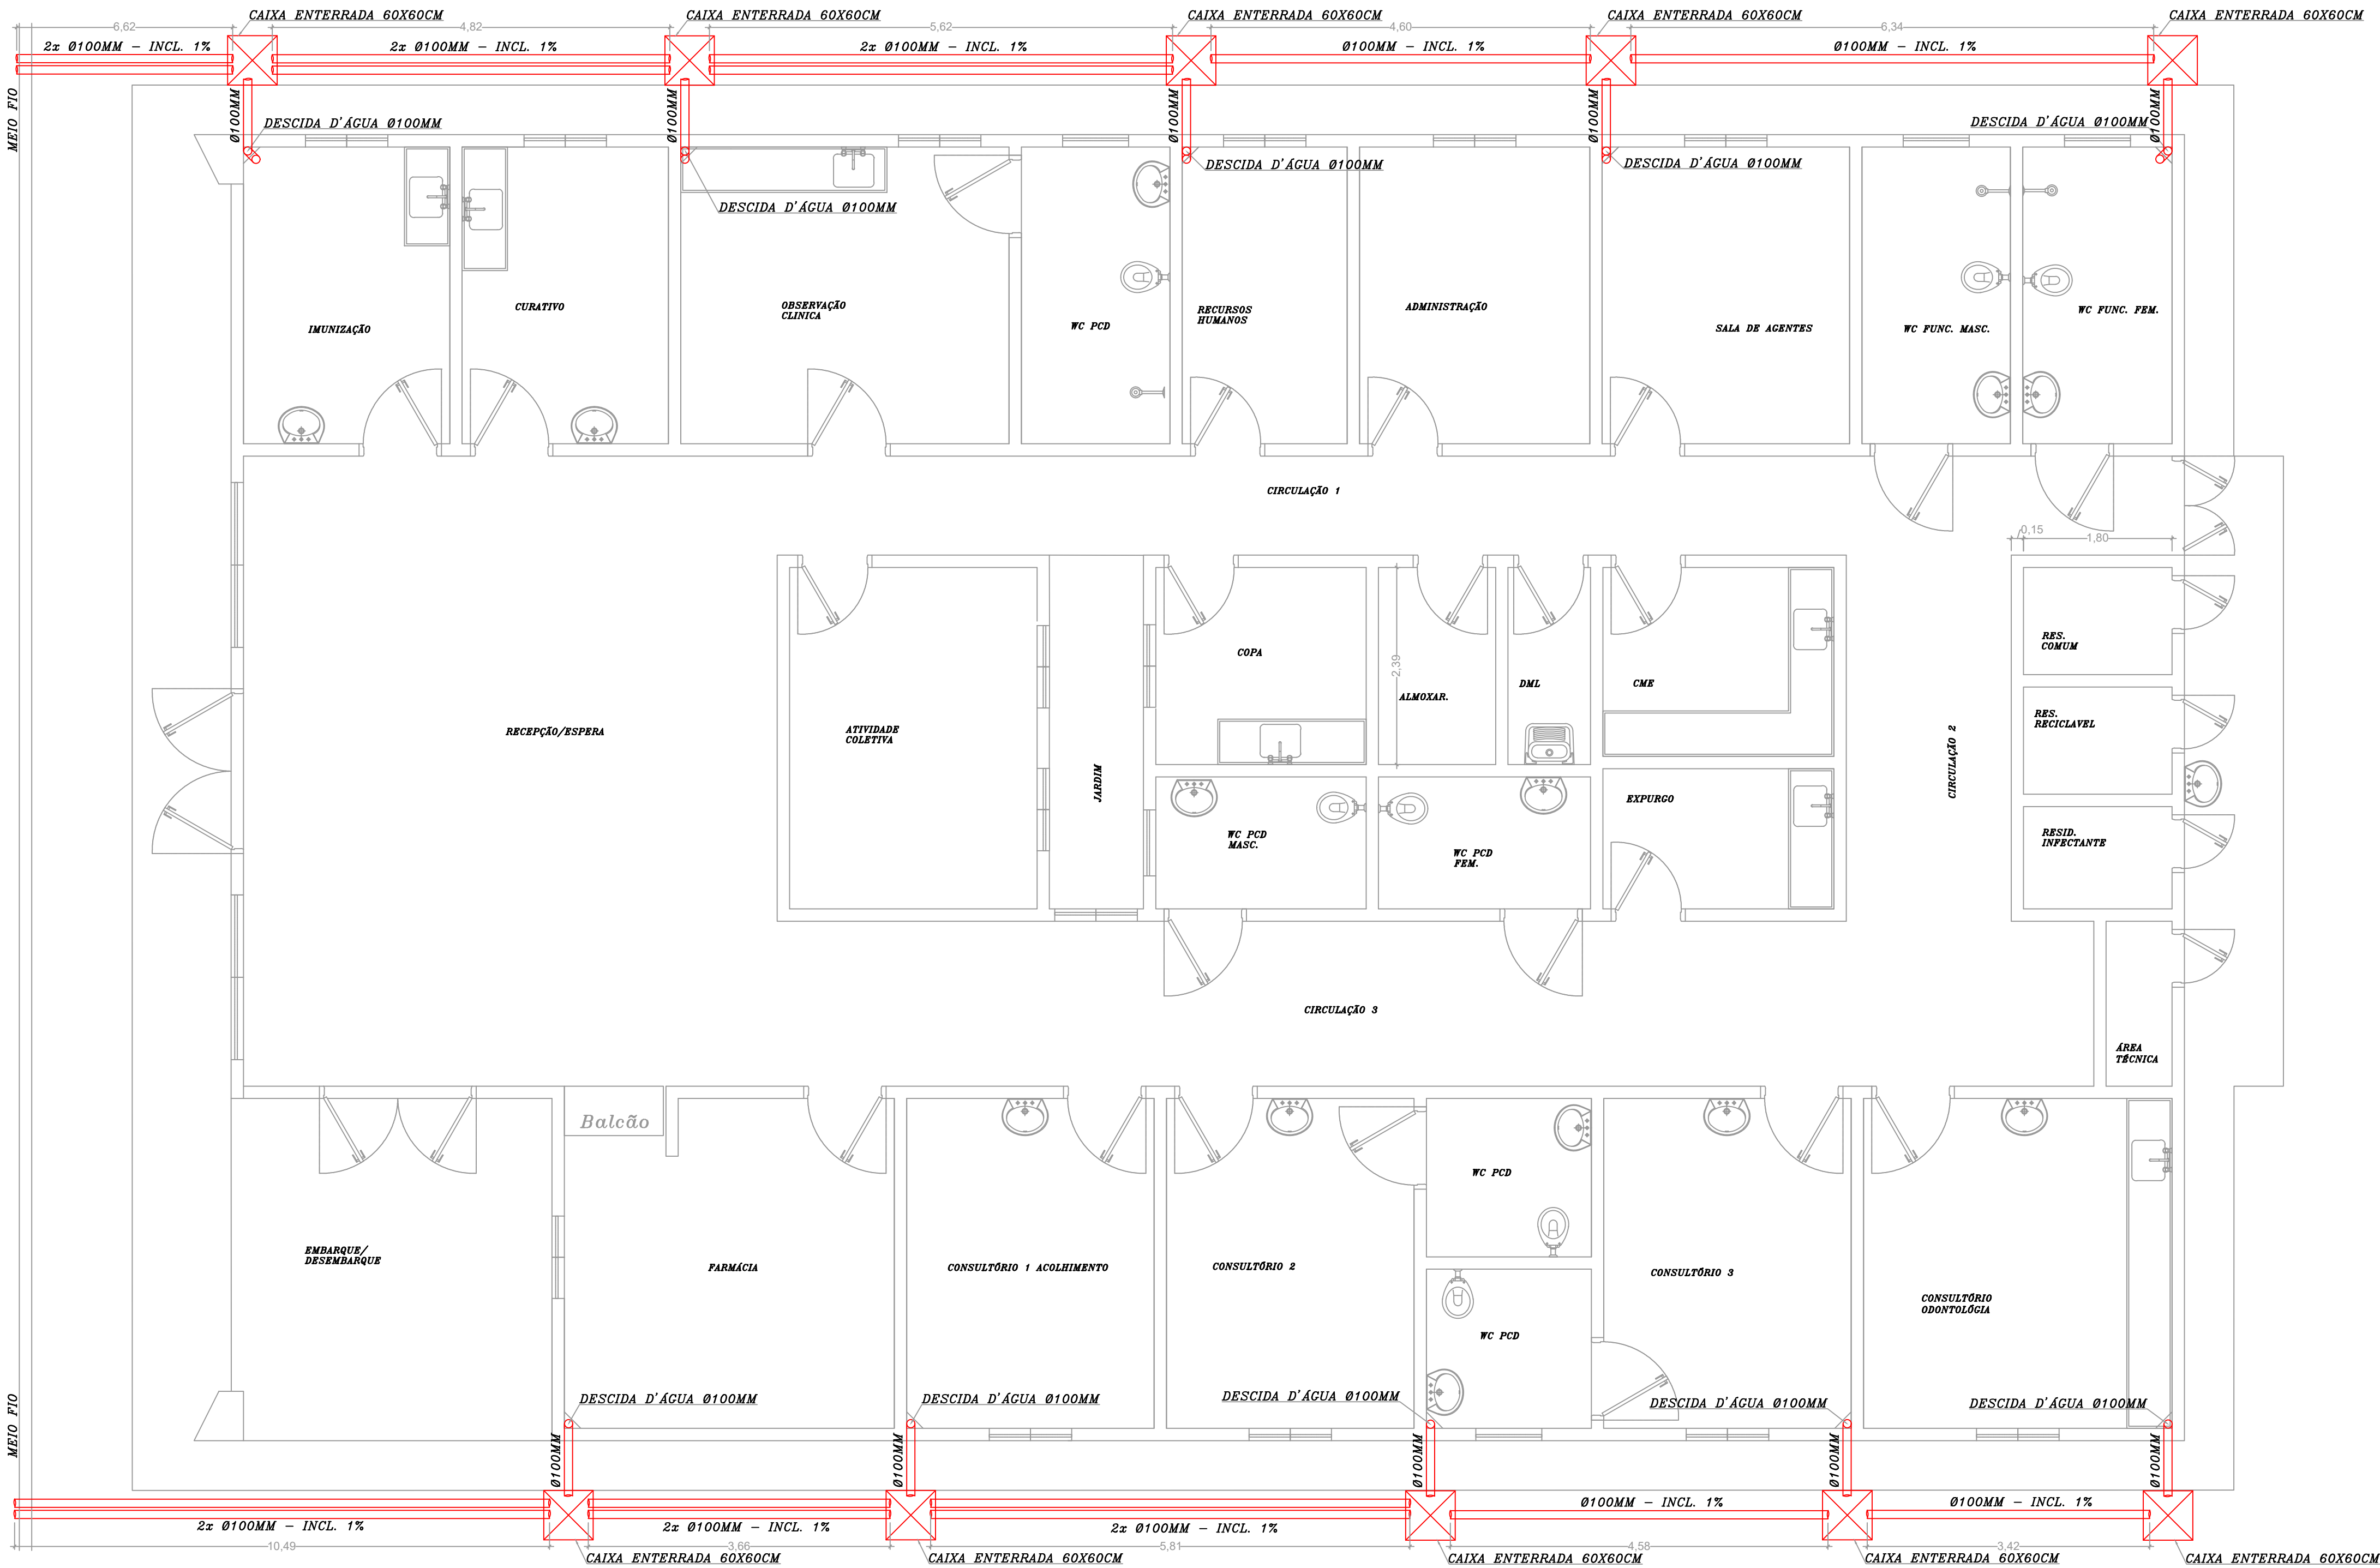 CAIXA ENTERRADA 60X60CM
CAIXA ENTERRADA 60X60CM
CAIXA ENTERRADA 60X60CM
CAIXA ENTERRADA 60X60CM
CAIXA ENTERRADA 60X60CM
6,62
4,82
5,62
4,60
6,34
2x Ø100MM - INCL. 1%
2x Ø100MM - INCL. 1%
2x Ø100MM - INCL. 1%
Ø100MM - INCL. 1%
Ø100MM - INCL. 1%
MEIO FIO
Ø100MM
Ø100MM
Ø100MM
Ø100MM
Ø100MM
DESCIDA D'ÁGUA Ø100MM
DESCIDA D'ÁGUA Ø100MM
DESCIDA D'ÁGUA Ø100MM
DESCIDA D'ÁGUA Ø100MM
DESCIDA D'ÁGUA Ø100MM
IMUNIZAÇÃO
CURATIVO
OBSERVAÇÃO
CLINICA
WC PCD
RECURSOS
HUMANOS
ADMINISTRAÇÃO
SALA DE AGENTES
WC FUNC. MASC.
WC FUNC. FEM.
CIRCULAÇÃO 1
0,15
1,80
RECEPÇÃO/ESPERA
ATIVIDADE
COLETIVA
JARDIM
COPA
2,39
ALMOXAR.
DML
CME
CIRCULAÇÃO 2
RES.
COMUM
RES.
RECICLAVEL
RESID.
INFECTANTE
WC PCD
MASC.
WC PCD
FEM.
EXPURGO
CIRCULAÇÃO 3
ÁREA
TÉCNICA
Balcão
EMBARQUE/
DESEMBARQUE
FARMÁCIA
CONSULTÓRIO 1 ACOLHIMENTO
CONSULTÓRIO 2
WC PCD
WC PCD
CONSULTÓRIO 3
CONSULTÓRIO
ODONTOLÓGIA
MEIO FIO
DESCIDA D'ÁGUA Ø100MM
DESCIDA D'ÁGUA Ø100MM
DESCIDA D'ÁGUA Ø100MM
DESCIDA D'ÁGUA Ø100MM
DESCIDA D'ÁGUA Ø100MM
Ø100MM
Ø100MM
Ø100MM
Ø100MM
Ø100MM
2x Ø100MM - INCL. 1%
2x Ø100MM - INCL. 1%
2x Ø100MM - INCL. 1%
Ø100MM - INCL. 1%
Ø100MM - INCL. 1%
10,49
3,66
5,81
4,58
3,42
CAIXA ENTERRADA 60X60CM
CAIXA ENTERRADA 60X60CM
CAIXA ENTERRADA 60X60CM
CAIXA ENTERRADA 60X60CM
CAIXA ENTERRADA 60X60CM